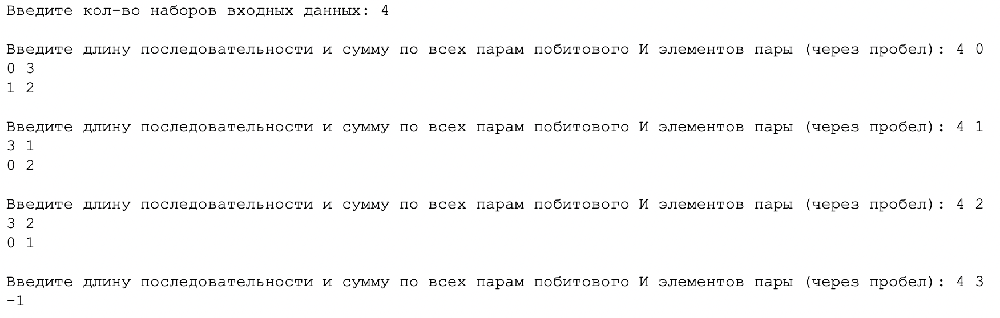 Введите кол-во наборов входных данных: 4
Введите длину последовательности и сумму по всех парам побитового И элементов пары (через пробел): 4 0
0 3
1 2
Введите длину последовательности и сумму по всех парам побитового И элементов пары (через пробел): 4 1
3 1
0 2
Введите длину последовательности и сумму по всех парам побитового И элементов пары (через пробел): 4 2
3 2
0 1
Введите длину последовательности и сумму по всех парам побитового И элементов пары (через пробел): 4 3
-1